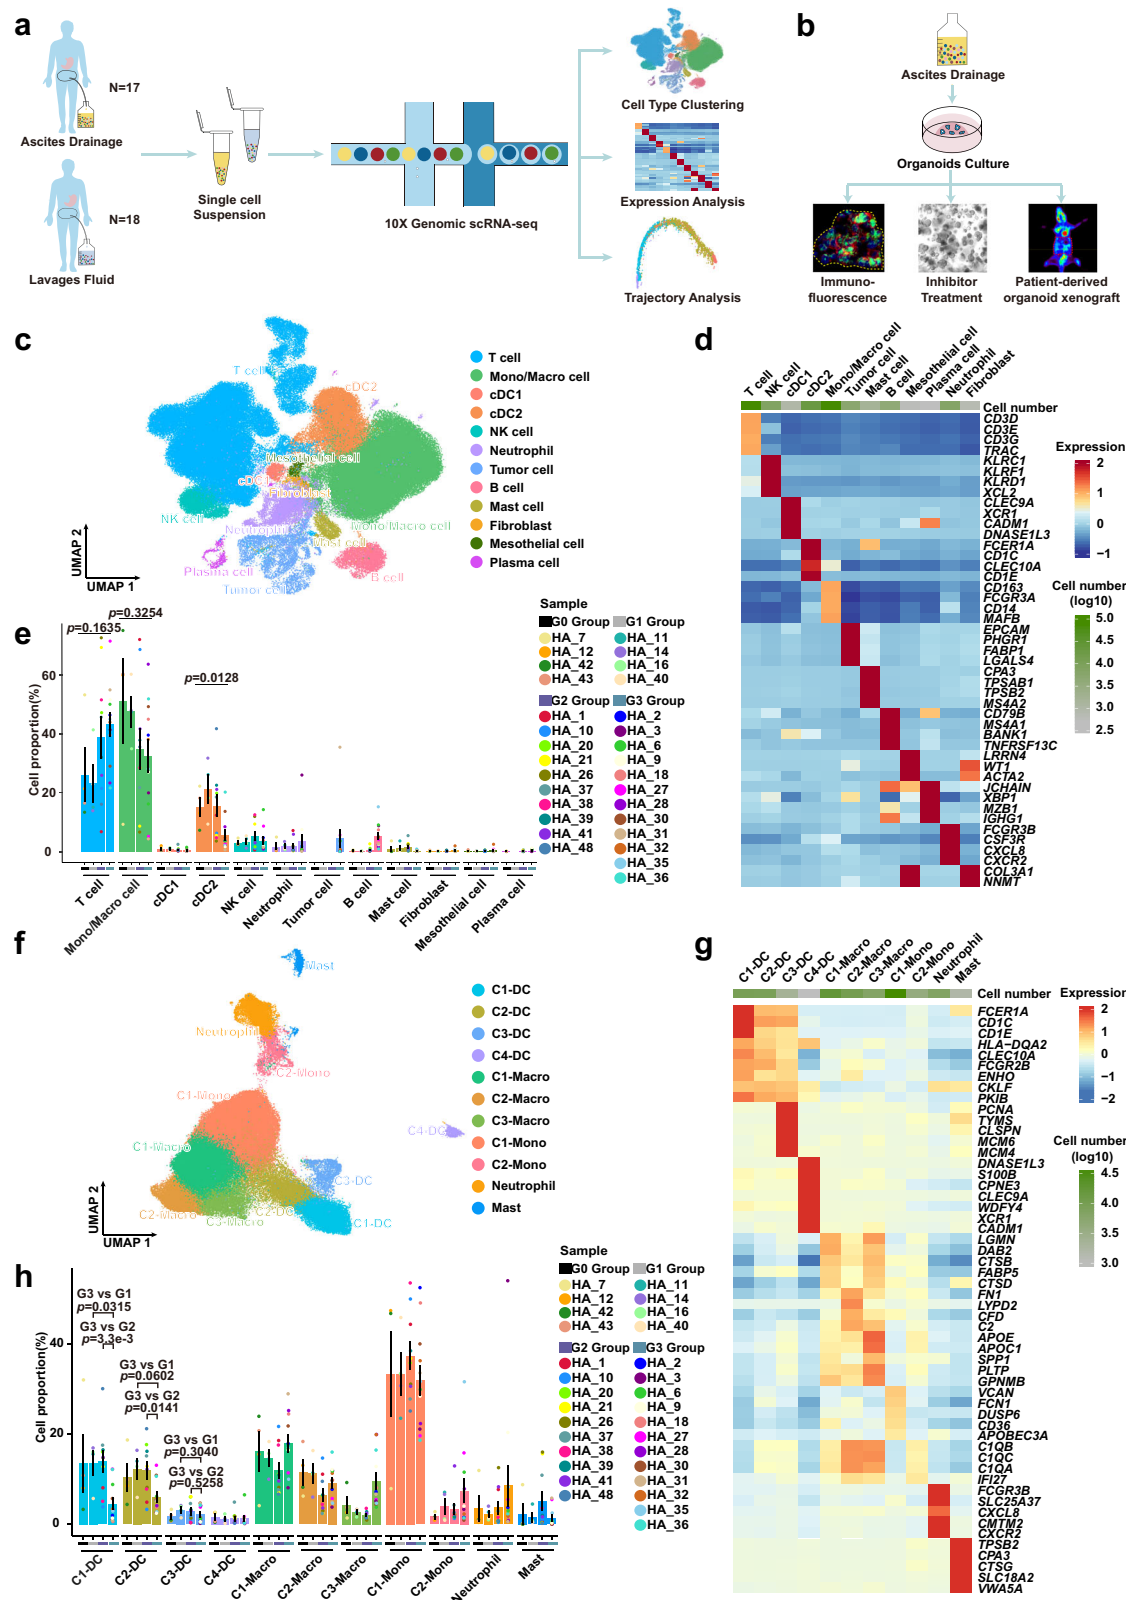 a
N=17
Ascites Drainage
N=18
Lavages Fluid
Single cell
Suspension
10X Genomic scRNA-seq
Cell Type Clustering
Expression Analysis
Trajectory Analysis
b
Ascites Drainage
Organoids Culture
Immuno-
fluorescence
Inhibitor
Treatment
Patient-derived
organoid xenograft
c
T cell
cDC2
Mesothelial cell
cDC1
Fibroblast
NK cell
Neutrophil
Mono/Macro cell
Mast cell
Plasma cell
B cell
Tumor cell
UMAP 2
UMAP 1
T cell
Mono/Macro cell
cDC1
cDC2
NK cell
Neutrophil
Tumor cell
B cell
Mast cell
Fibroblast
Mesothelial cell
Plasma cell
d
T cell
NK cell
cDC1
cDC2
Mono/Macro cell
Tumor cell
Mast cell
B cell
Mesothelial cell
Plasma cell
Neutrophil
Fibroblast
Cell number
CD3D
CD3E
CD3G
TRAC
KLRC1
KLRF1
KLRD1
XCL2
CLEC9A
XCR1
CADM1
DNASE1L3
FCER1A
CD1C
CLEC10A
CD1E
CD163
FCGR3A
CD14
MAFB
EPCAM
PHGR1
FABP1
LGALS4
CPA3
TPSAB1
TPSB2
MS4A2
CD79B
MS4A1
BANK1
TNFRSF13C
LRRN4
WT1
ACTA2
JCHAIN
XBP1
MZB1
IGHG1
FCGR3B
CSF3R
CXCL8
CXCR2
COL3A1
NNMT
Expression
2
1
0
−1
Cell number
(log10)
5.0
4.5
4.0
3.5
3.0
2.5
e
p=0.3254
p=0.1635
p=0.0128
Cell proportion(%)
60
40
20
0
T cell
Mono/Macro cell
cDC1
cDC2
NK cell
Neutrophil
Tumor cell
B cell
Mast cell
Fibroblast
Mesothelial cell
Plasma cell
Sample
G0 Group
HA_7
HA_12
HA_42
HA_43
G1 Group
HA_11
HA_14
HA_16
HA_40
G2 Group
HA_1
HA_10
HA_20
HA_21
HA_26
HA_37
HA_38
HA_39
HA_41
HA_48
G3 Group
HA_2
HA_3
HA_6
HA_9
HA_18
HA_27
HA_28
HA_30
HA_31
HA_32
HA_35
HA_36
f
Mast
Neutrophil
C2-Mono
C1-Mono
C4-DC
C1-Macro
C3-DC
C2-Macro
C3-Macro
C2-DC
C1-DC
UMAP 2
UMAP 1
C1-DC
C2-DC
C3-DC
C4-DC
C1-Macro
C2-Macro
C3-Macro
C1-Mono
C2-Mono
Neutrophil
Mast
g
C1-DC
C2-DC
C3-DC
C4-DC
C1-Macro
C2-Macro
C3-Macro
C1-Mono
C2-Mono
Neutrophil
Mast
Cell number
FCER1A
CD1C
CD1E
HLA−DQA2
CLEC10A
FCGR2B
ENHO
CKLF
PKIB
PCNA
TYMS
CLSPN
MCM6
MCM4
DNASE1L3
S100B
CPNE3
CLEC9A
WDFY4
XCR1
CADM1
LGMN
DAB2
CTSB
FABP5
CTSD
FN1
LYPD2
CFD
C2
APOE
APOC1
SPP1
PLTP
GPNMB
VCAN
FCN1
DUSP6
CD36
APOBEC3A
C1QB
C1QC
C1QA
IFI27
FCGR3B
SLC25A37
CXCL8
CMTM2
CXCR2
TPSB2
CPA3
CTSG
SLC18A2
VWA5A
Expression
2
1
0
−1
−2
Cell number
(log10)
4.5
4.0
3.5
3.0
h
G3 vs G1
p=0.0315
G3 vs G2
p=3.3e-3
G3 vs G1
p=0.0602
G3 vs G2
p=0.0141
G3 vs G1
p=0.3040
G3 vs G2
p=0.5258
Cell proportion(%)
40
20
0
C1-DC
C2-DC
C3-DC
C4-DC
C1-Macro
C2-Macro
C3-Macro
C1-Mono
C2-Mono
Neutrophil
Mast
Sample
G0 Group
HA_7
HA_12
HA_42
HA_43
G1 Group
HA_11
HA_14
HA_16
HA_40
G2 Group
HA_1
HA_10
HA_20
HA_21
HA_26
HA_37
HA_38
HA_39
HA_41
HA_48
G3 Group
HA_2
HA_3
HA_6
HA_9
HA_18
HA_27
HA_28
HA_30
HA_31
HA_32
HA_35
HA_36